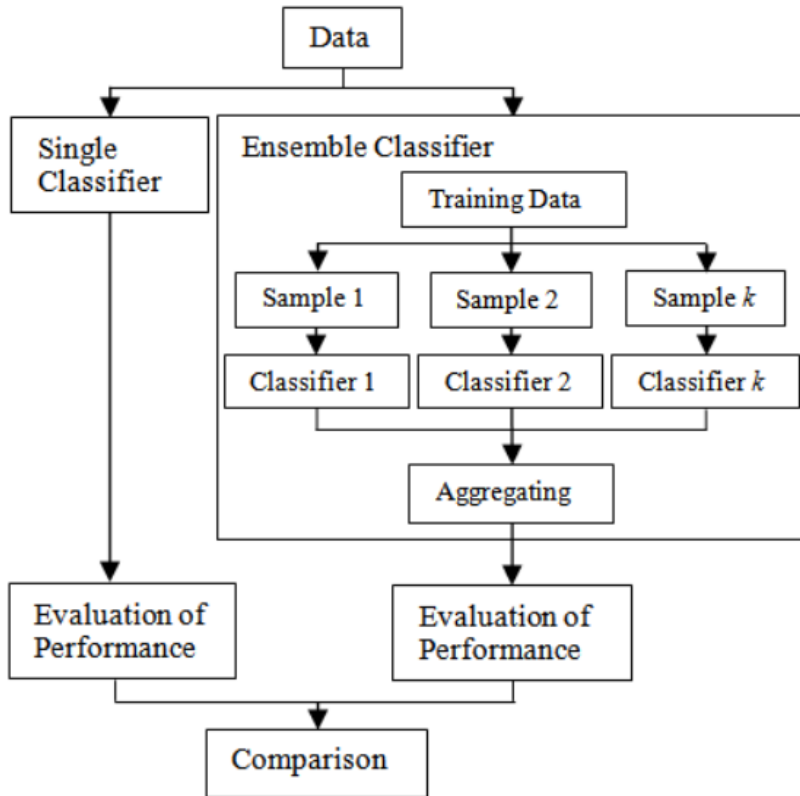 Data
Single
Classifier
Ensemble Classifier
Training Data
Sample 1
Sample 2
Sample k
Classifier 1
Classifier 2
Classifier k
Aggregating
Evaluation of
Performance
Evaluation of
Performance
Comparison